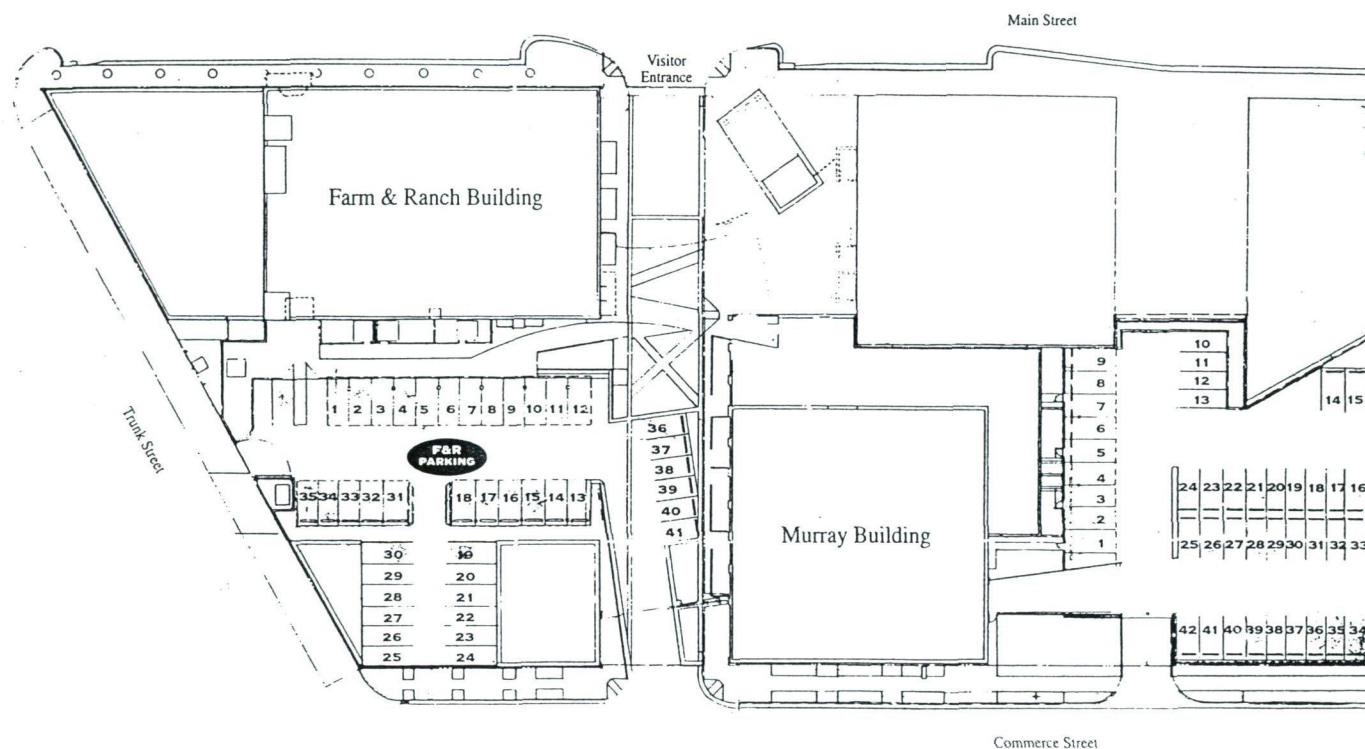 Main Street
Visitor
Entrance
Farm & Ranch Building
Trunk Street
1 2 3 4 5 6 7 8 9 10 11 12
F&R
PARKING
35 34 33 32 31
18 17 16 15 14 13
30
29
28
27
26
25
19
20
21
22
23
24
36
37
38
39
40
41
Murray Building
9
8
7
6
5
4
3
2
1
10
11
12
13
14 15
24 23 22 21 20 19 18 17 16
25 26 27 28 29 30 31 32 33
42 41 40 39 38 37 36 35 34
Commerce Street